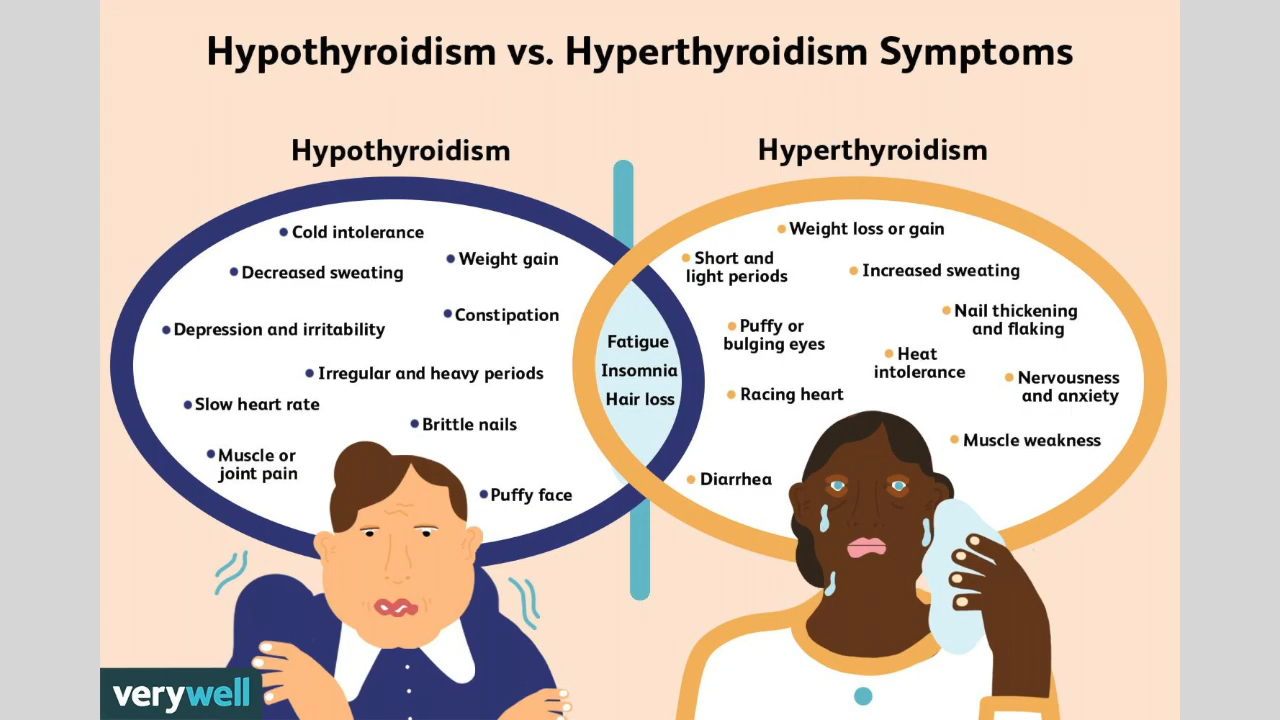 Hypothyroidism vs. Hyperthyroidism Symptoms
Hypothyroidism
Cold intolerance
Weight gain
Decreased sweating
Constipation
Depression and irritability
Irregular and heavy periods
Slow heart rate
Brittle nails
Muscle or
joint pain
Puffy face
Fatigue
Insomnia
Hair loss
Hyperthyroidism
Weight loss or gain
Short and
light periods
Increased sweating
Nail thickening
and flaking
Puffy or
bulging eyes
Heat
intolerance
Nervousness
and anxiety
Racing heart
Muscle weakness
Diarrhea
verywell